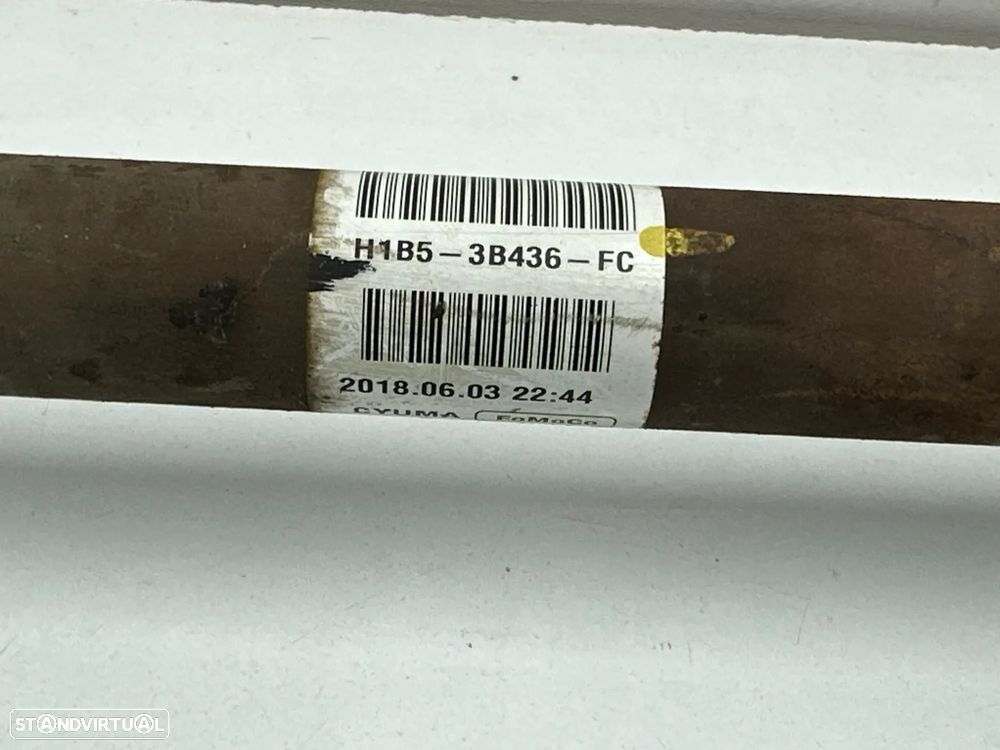 H1B5-3B436-FC
2018.06.03 22:44
CYUMA FoMoCo
STANDVIRTUAL